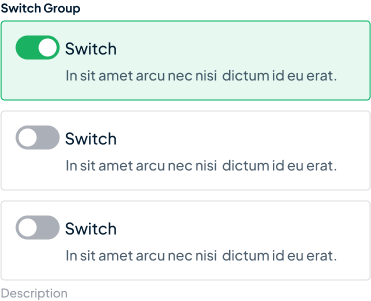 Switch Group
Switch
In sit amet arcu nec nisi dictum id eu erat.
Switch
In sit amet arcu nec nisi dictum id eu erat.
Switch
In sit amet arcu nec nisi dictum id eu erat.
Description